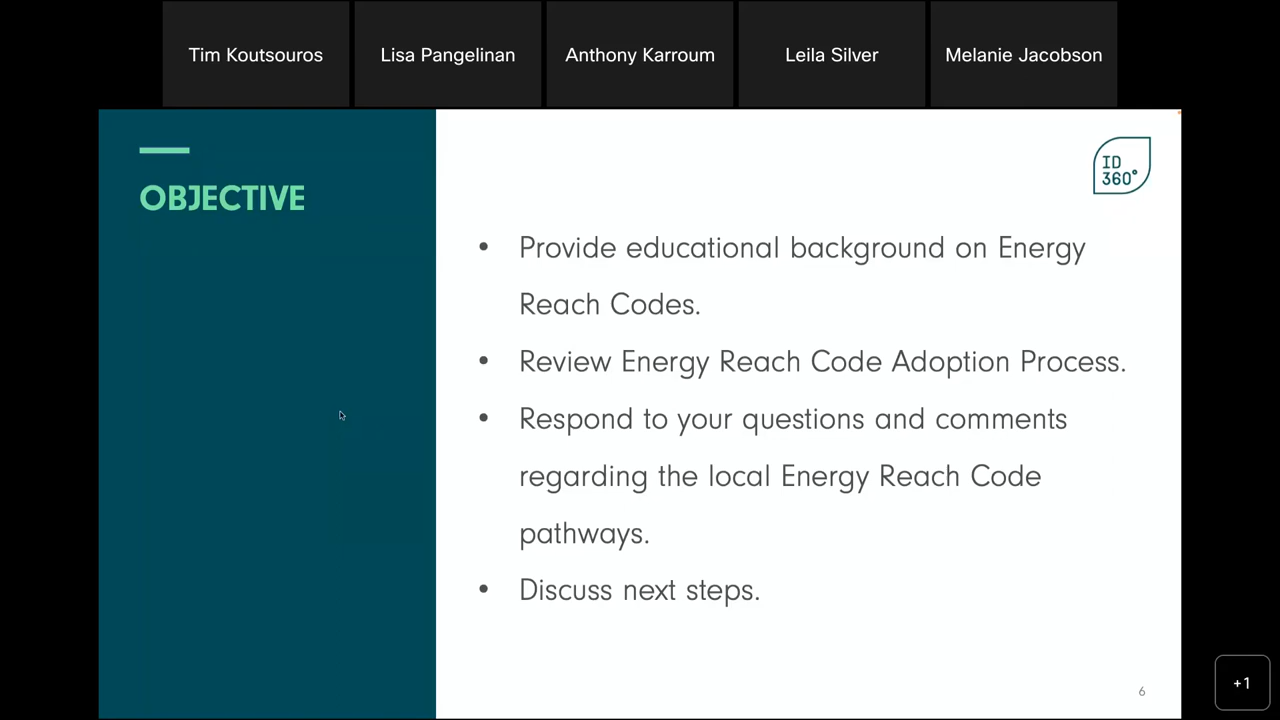 Tim Koutsouros
Lisa Pangelinan
Anthony Karroum
Leila Silver
Melanie Jacobson
OBJECTIVE
ID
360°
• Provide educational background on Energy
Reach Codes.
• Review Energy Reach Code Adoption Process.
• Respond to your questions and comments
regarding the local Energy Reach Code
pathways.
• Discuss next steps.
6
+1